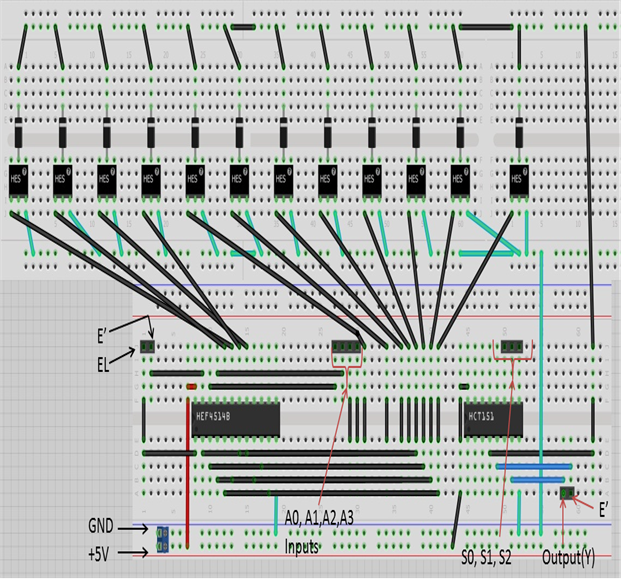 HES HES HES HES HES HES HES HES HES HES HES HES
E'
EL
HEF4514B
HCT151
GND
+5V
A0, A1,A2,A3
Inputs
S0, S1, S2
Output(Y)
E'